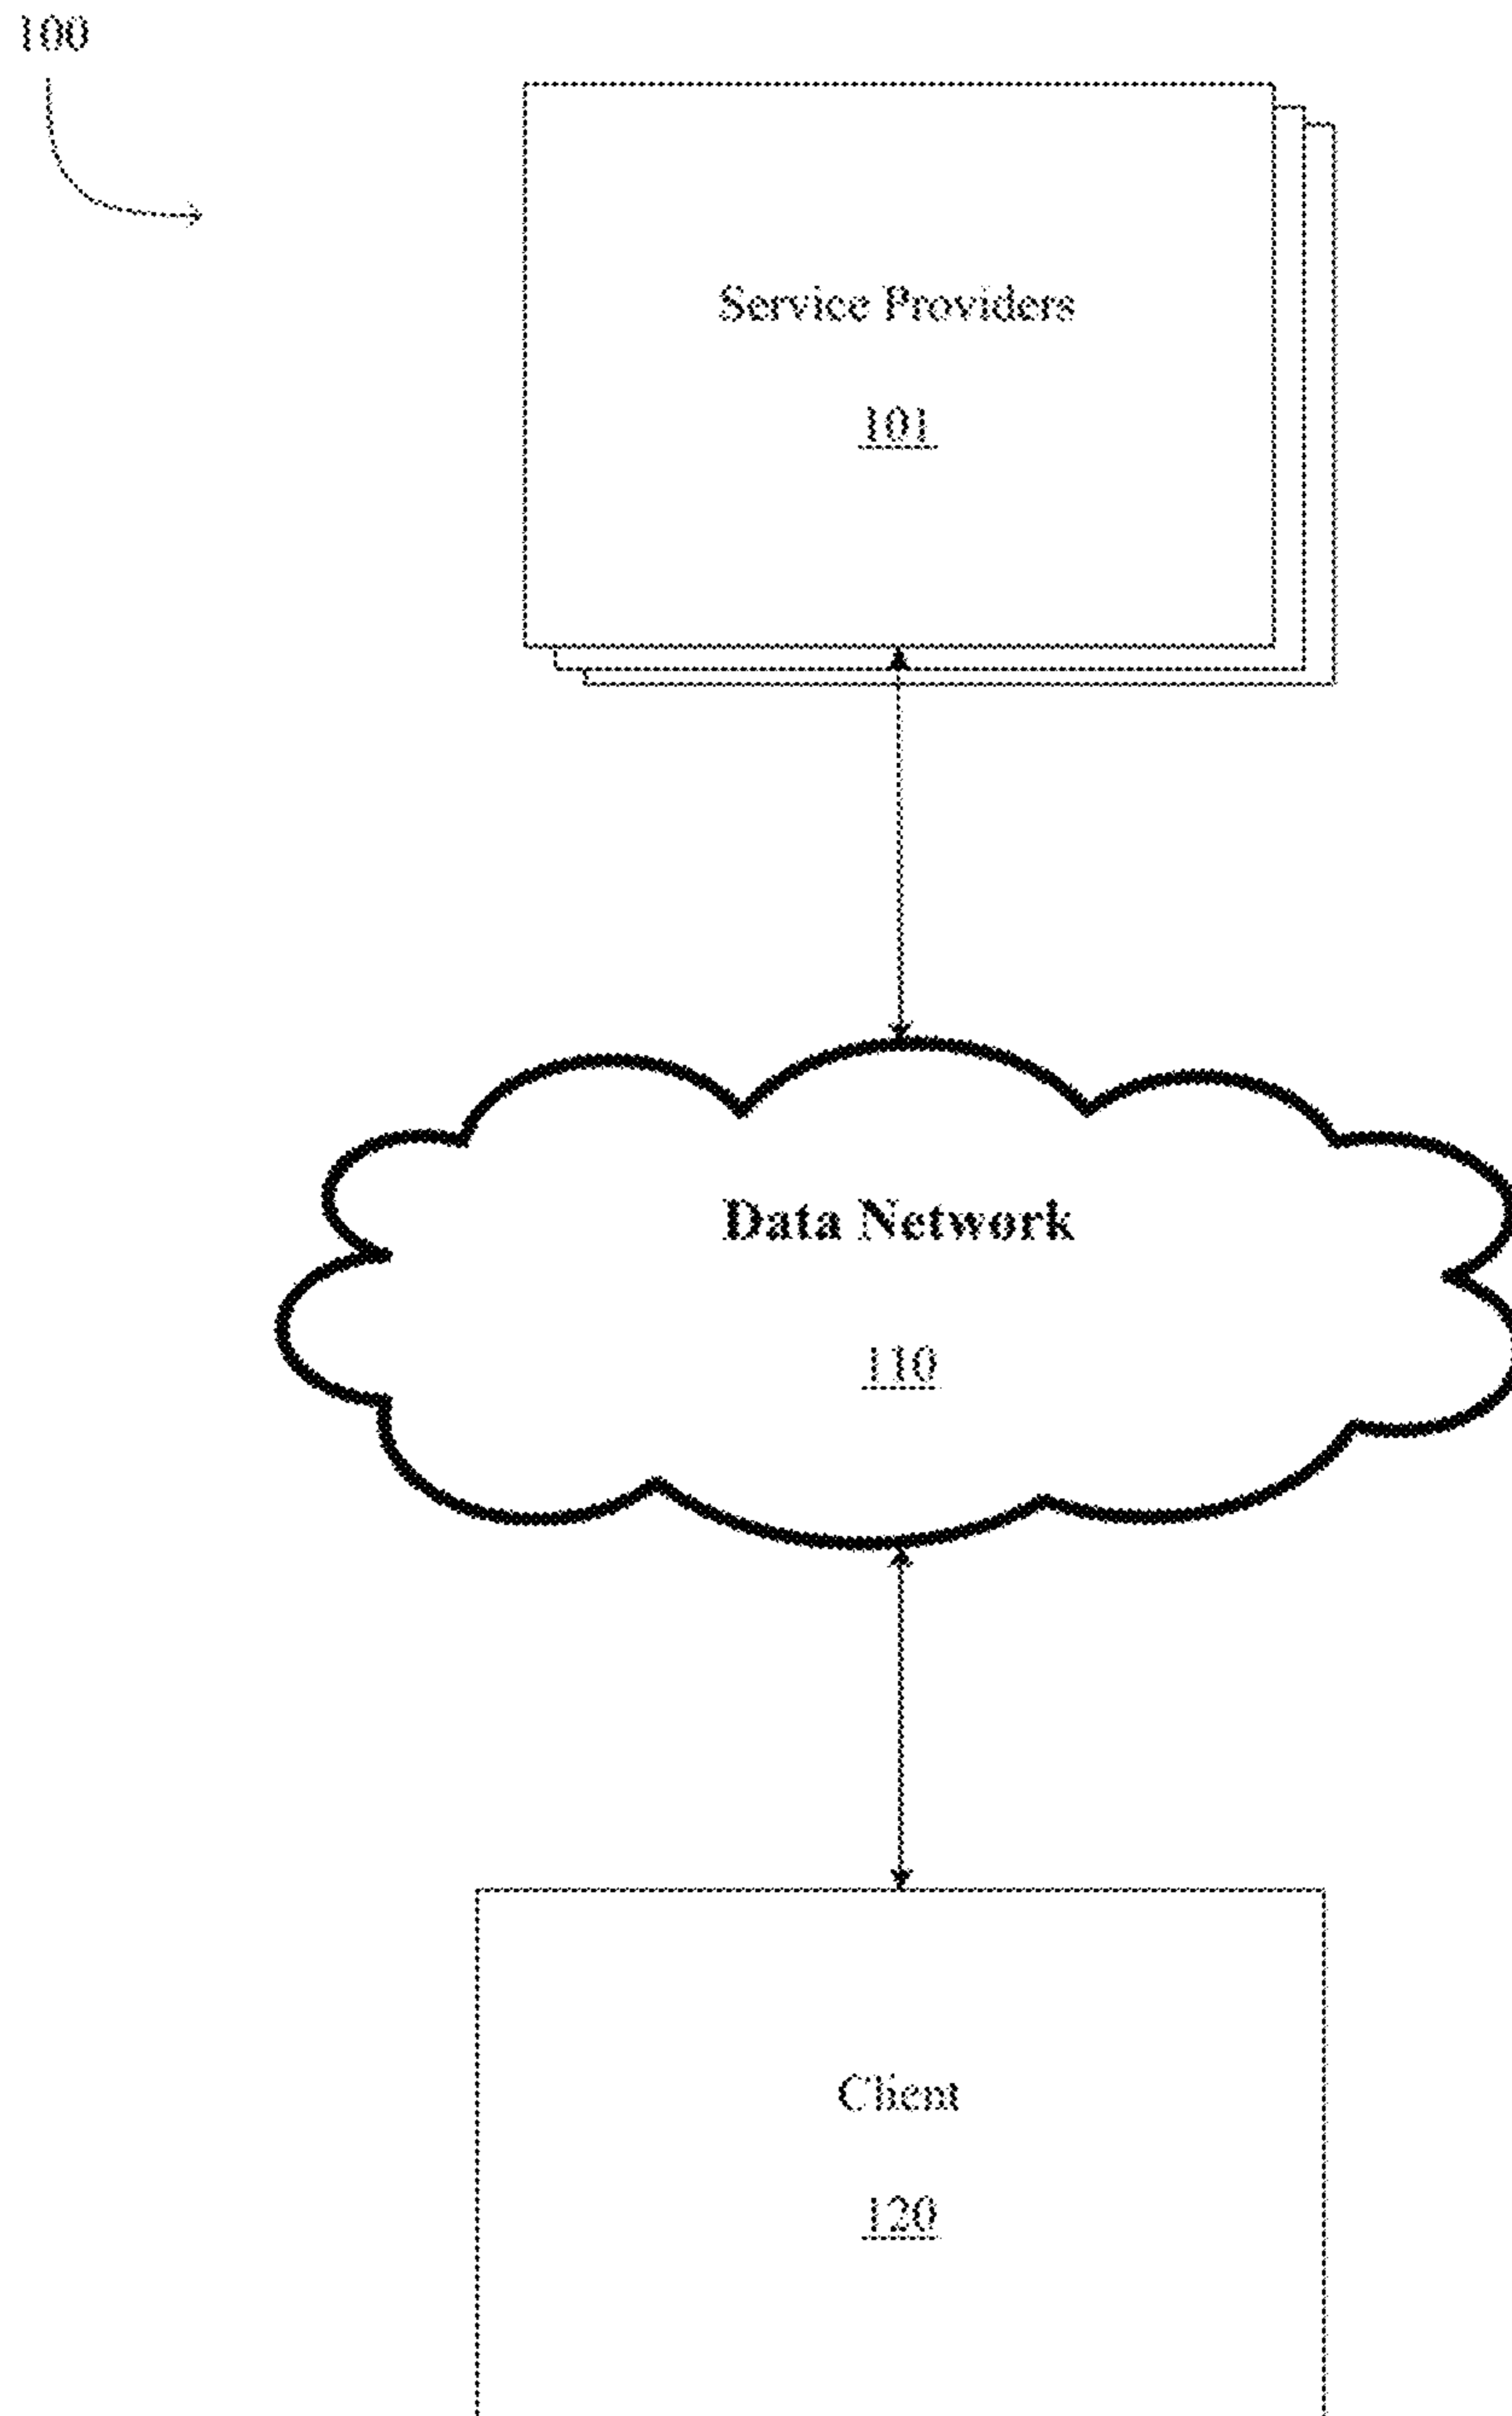 100
Service Providers
101
Data Network
110
Client
120